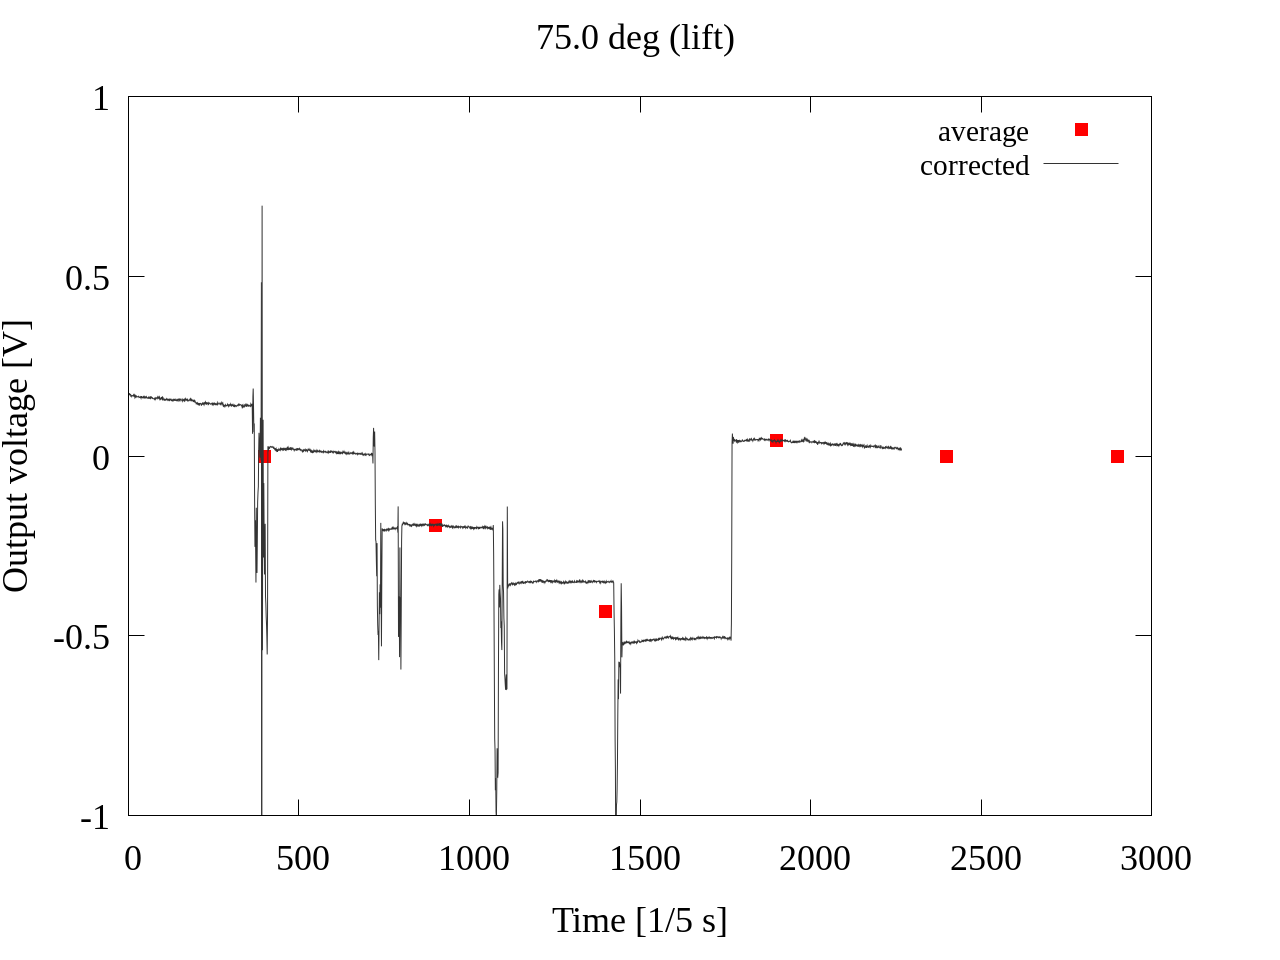 75.0 deg (lift)
average
corrected
1
0.5
0
-0.5
-1
Output voltage [V]
0 500 1000 1500 2000 2500 3000
Time [1/5 s]